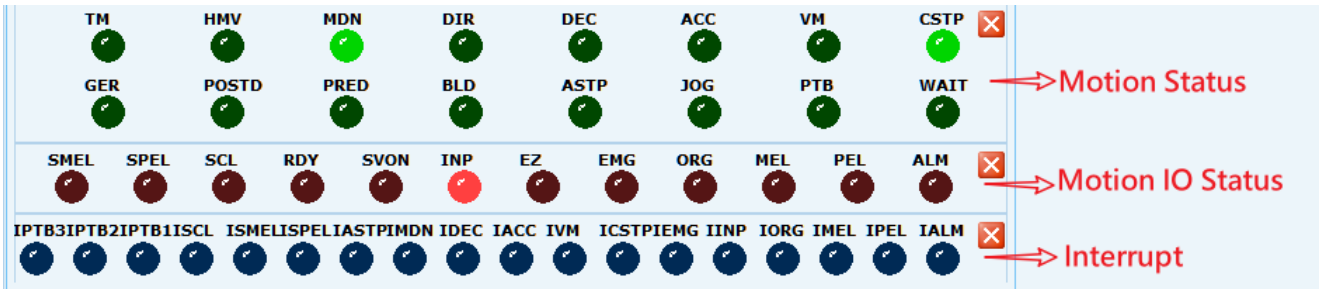 TM HMV MDN DIR DEC ACC VM CSTP
GER POSTD PRED BLD ASTP JOG PTB WAIT
Motion Status
SMEL SPEL SCL RDY SVON INP EZ EMG ORG MEL PEL ALM
Motion IO Status
IPTB3IPTB2IPTB1ISCL ISMELISPELIASTPIMDN IDEC IACC IVM ICSTPIEMG IINP IORG IMEL IPEL IALM
Interrupt